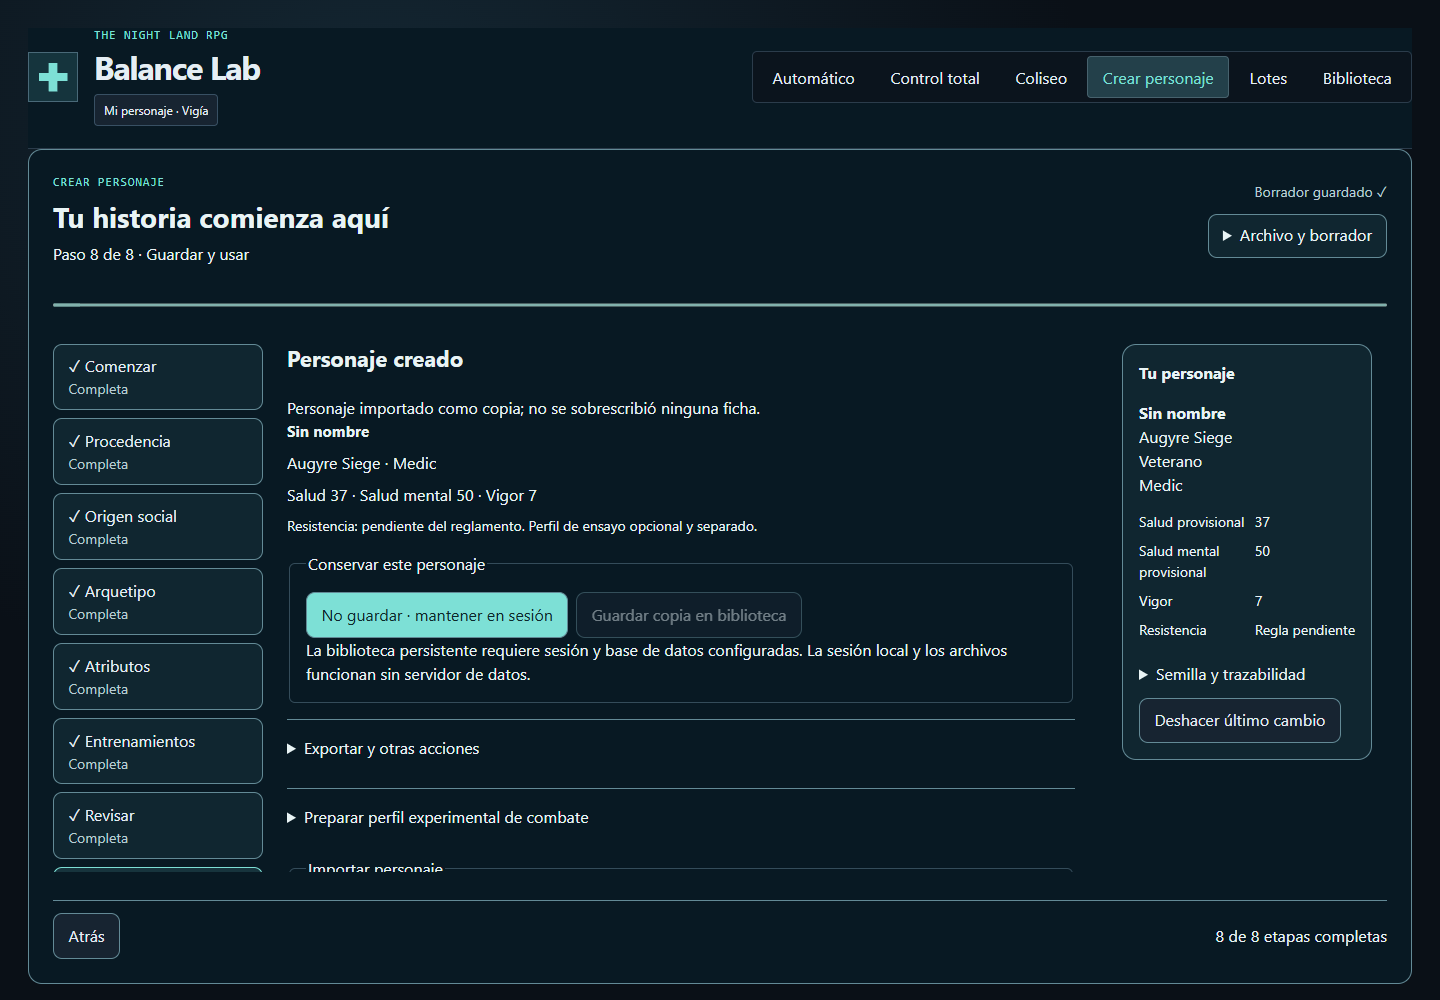 THE NIGHT LAND RPG
Balance Lab
Mi personaje · Vigía
Automático
Control total
Coliseo
Crear personaje
Lotes
Biblioteca
CREAR PERSONAJE
Tu historia comienza aquí
Paso 8 de 8 · Guardar y usar
Borrador guardado ✓
▶ Archivo y borrador
✓ Comenzar
Completa
✓ Procedencia
Completa
✓ Origen social
Completa
✓ Arquetipo
Completa
✓ Atributos
Completa
✓ Entrenamientos
Completa
✓ Revisar
Completa
Personaje creado
Personaje importado como copia; no se sobrescribió ninguna ficha.
Sin nombre
Augyre Siege · Medic
Salud 37 · Salud mental 50 · Vigor 7
Resistencia: pendiente del reglamento. Perfil de ensayo opcional y separado.
Conservar este personaje
No guardar · mantener en sesión
Guardar copia en biblioteca
La biblioteca persistente requiere sesión y base de datos configuradas. La sesión local y los archivos
funcionan sin servidor de datos.
▶ Exportar y otras acciones
▶ Preparar perfil experimental de combate
Importar personaje
Tu personaje
Sin nombre
Augyre Siege
Veterano
Medic
Salud provisional 37
Salud mental provisional 50
Vigor 7
Resistencia Regla pendiente
▶ Semilla y trazabilidad
Deshacer último cambio
Atrás
8 de 8 etapas completas